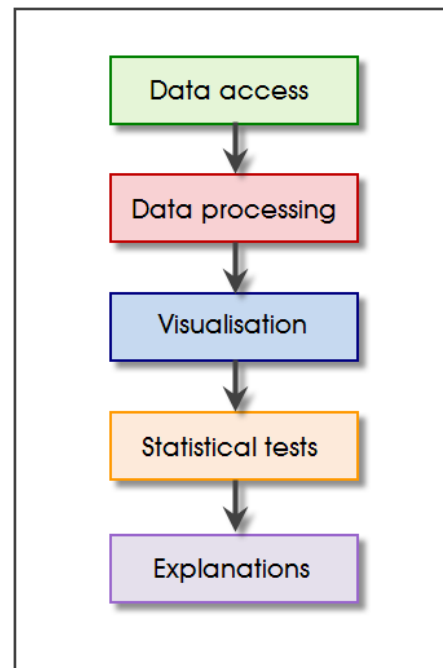 Data access
Data processing
Visualisation
Statistical tests
Explanations